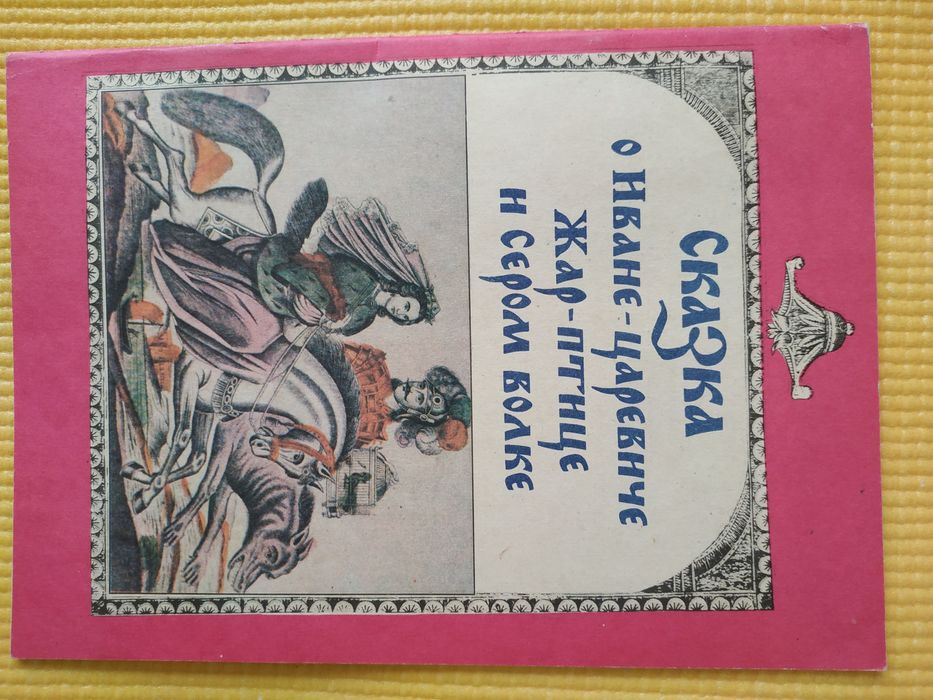 сказка
о Иване-царевиче
жар-птице
и сером волке